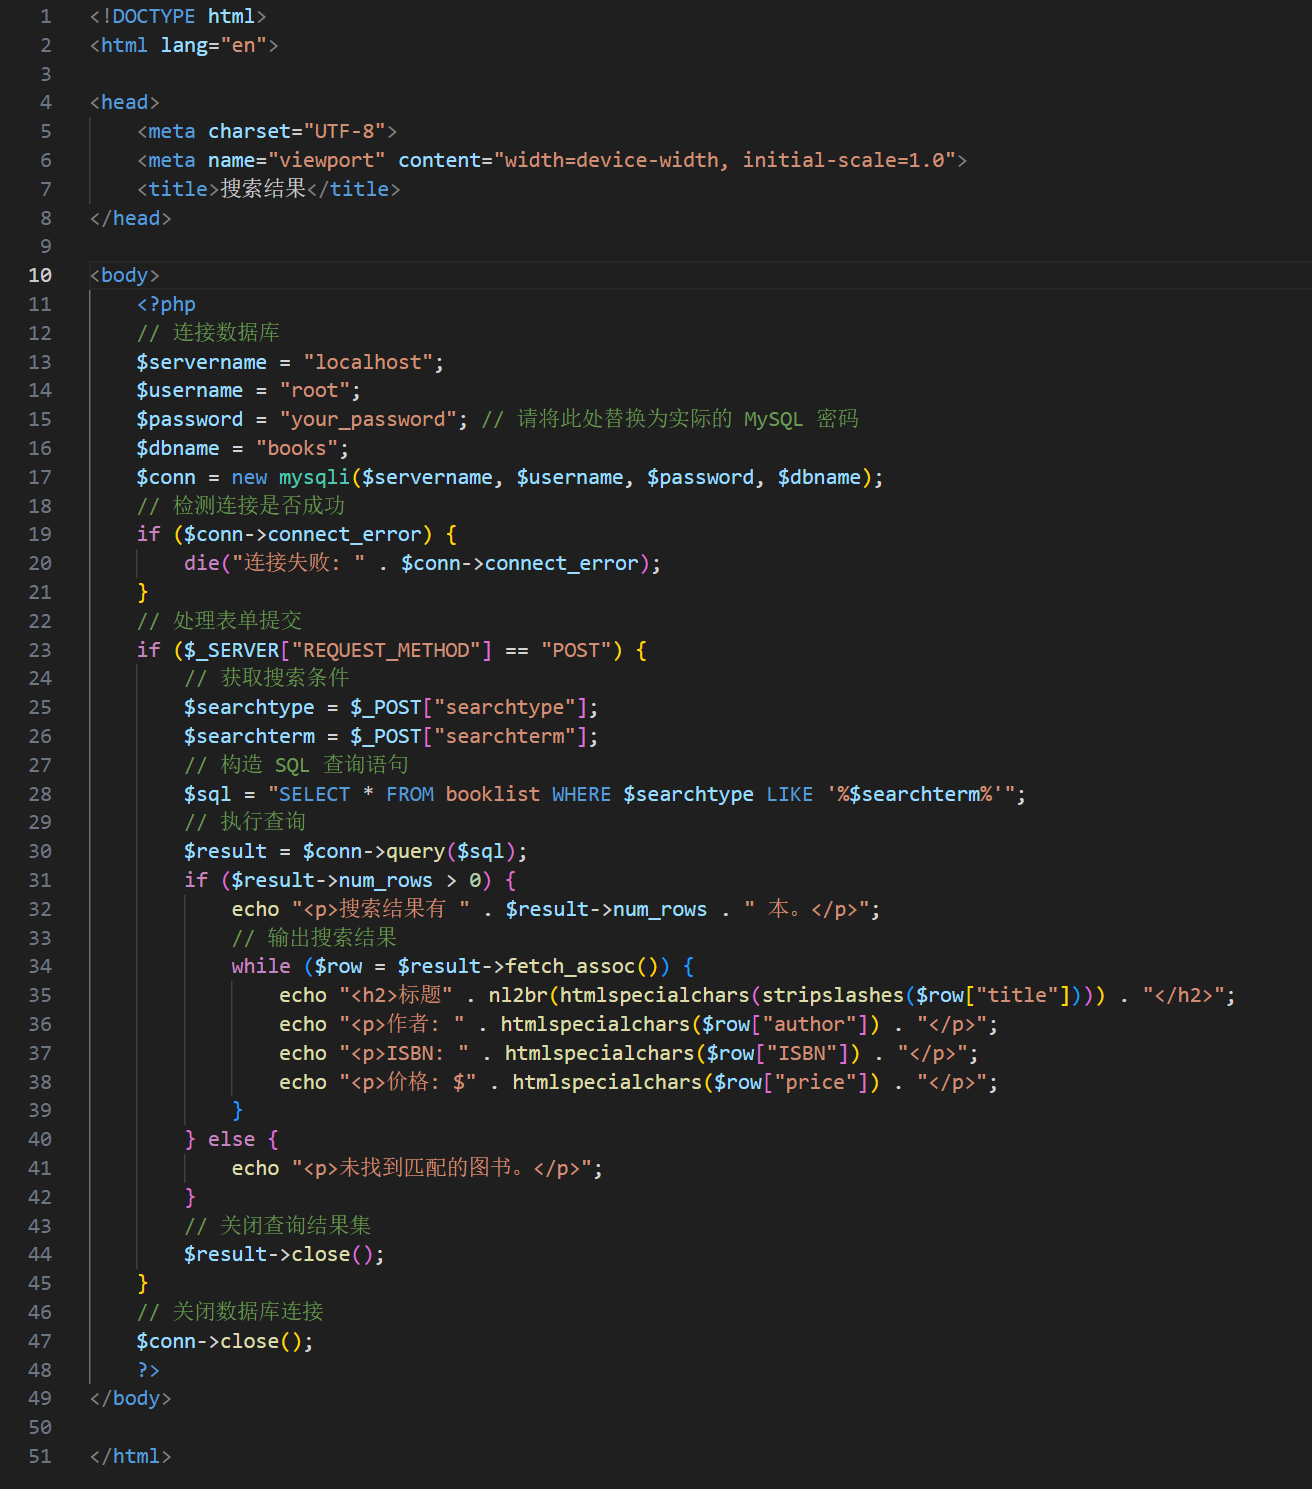 1 <!DOCTYPE html>
2 <html lang="en">
3
4 <head>
5     <meta charset="UTF-8">
6     <meta name="viewport" content="width=device-width, initial-scale=1.0">
7     <title>搜索结果</title>
8 </head>
9
10 <body>
11     <?php
12     // 连接数据库
13     $servername = "localhost";
14     $username = "root";
15     $password = "your_password"; // 请将此处替换为实际的 MySQL 密码
16     $dbname = "books";
17     $conn = new mysqli($servername, $username, $password, $dbname);
18     // 检测连接是否成功
19     if ($conn->connect_error) {
20         die("连接失败: " . $conn->connect_error);
21     }
22     // 处理表单提交
23     if ($_SERVER["REQUEST_METHOD"] == "POST") {
24         // 获取搜索条件
25         $searchtype = $_POST["searchtype"];
26         $searchterm = $_POST["searchterm"];
27         // 构造 SQL 查询语句
28         $sql = "SELECT * FROM booklist WHERE $searchtype LIKE '%$searchterm%'";
29         // 执行查询
30         $result = $conn->query($sql);
31         if ($result->num_rows > 0) {
32             echo "<p>搜索结果有 " . $result->num_rows . " 本。</p>";
33             // 输出搜索结果
34             while ($row = $result->fetch_assoc()) {
35                 echo "<h2>标题" . nl2br(htmlspecialchars(stripslashes($row["title"]))) . "</h2>";
36                 echo "<p>作者: " . htmlspecialchars($row["author"]) . "</p>";
37                 echo "<p>ISBN: " . htmlspecialchars($row["ISBN"]) . "</p>";
38                 echo "<p>价格: $" . htmlspecialchars($row["price"]) . "</p>";
39             }
40         } else {
41             echo "<p>未找到匹配的图书。</p>";
42         }
43         // 关闭查询结果集
44         $result->close();
45     }
46     // 关闭数据库连接
47     $conn->close();
48     ?>
49 </body>
50
51 </html>